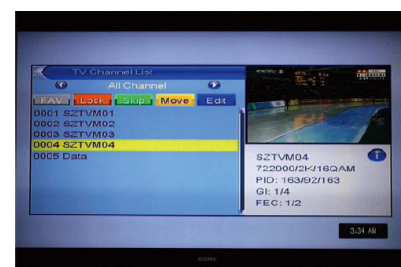 TV Channel List
All Channel
FAV Lock Skip Move Edit
0001 SZTVM01
0002 SZTVM02
0003 SZTVM03
0004 SZTVM04
0005 Data
SZTVM04
722000/2K/16QAM
PID: 163/92/163
GI: 1/4
FEC: 1/2
3:34 AM
SONY